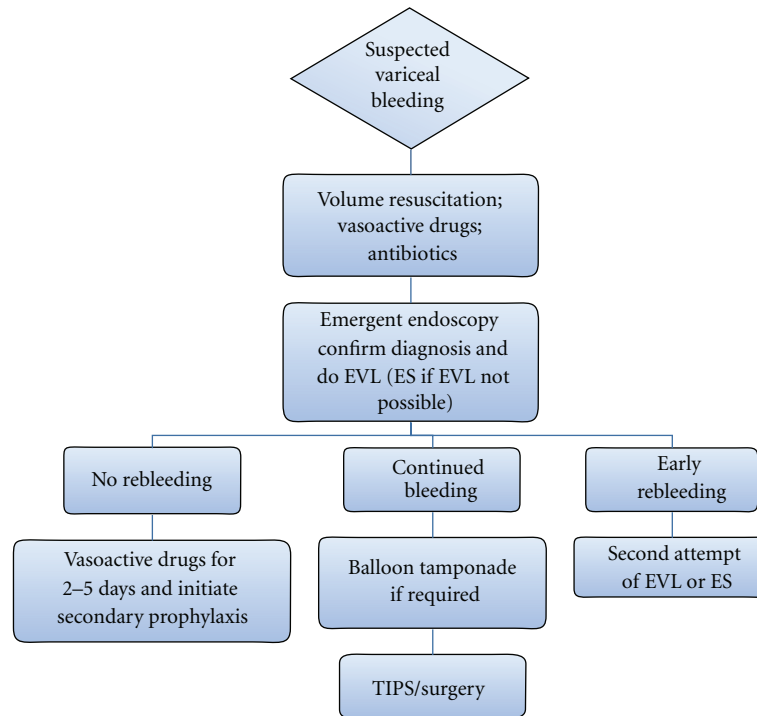 Suspected
variceal
bleeding
Volume resuscitation;
vasoactive drugs;
antibiotics
Emergent endoscopy
confirm diagnosis and
do EVL (ES if EVL not
possible)
No rebleeding
Continued
bleeding
Early
rebleeding
Vasoactive drugs for
2–5 days and initiate
secondary prophylaxis
Balloon tamponade
if required
Second attempt
of EVL or ES
TIPS/surgery